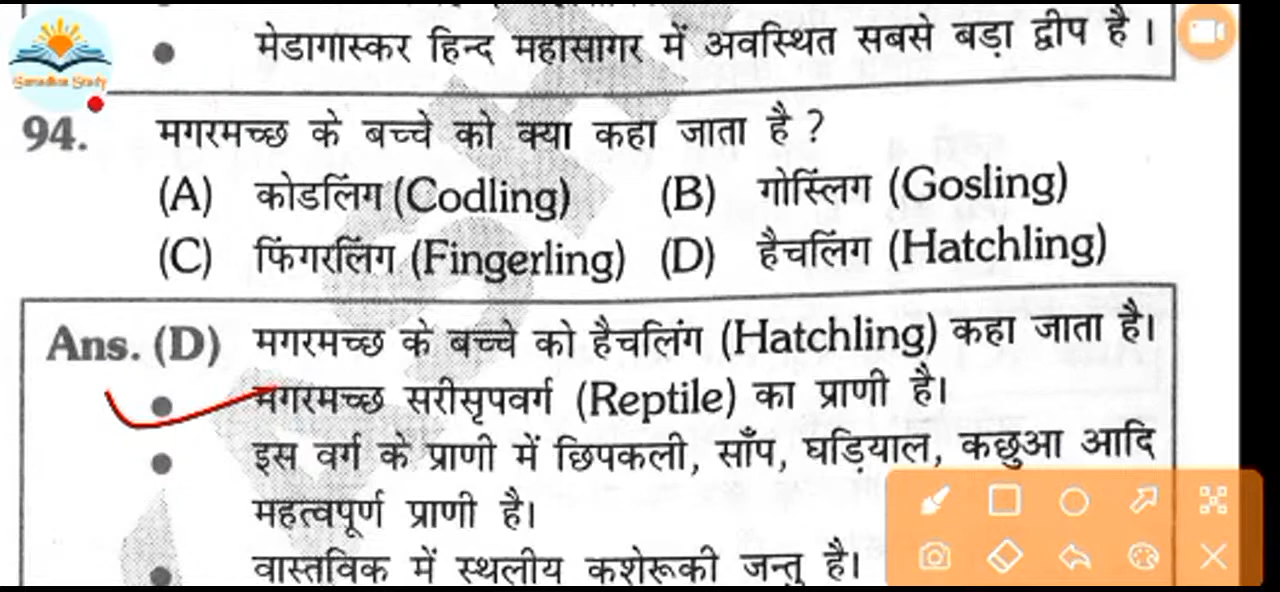 मेडागास्कर हिन्द महासागर में अवस्थित सबसे बड़ा द्वीप है।
Samadhan Study
94. मगरमच्छ के बच्चे को क्या कहा जाता है ?
(A) कोडलिंग (Codling) (B) गोस्लिंग (Gosling)
(C) फिंगरलिंग (Fingerling) (D) हैचलिंग (Hatchling)
Ans. (D) मगरमच्छ के बच्चे को हैचलिंग (Hatchling) कहा जाता है।
मगरमच्छ सरीसृपवर्ग (Reptile) का प्राणी है।
इस वर्ग के प्राणी में छिपकली, साँप, घड़ियाल, कछुआ आदि
महत्वपूर्ण प्राणी है।
वास्तविक में स्थलीय कशेरूकी जन्तु है।